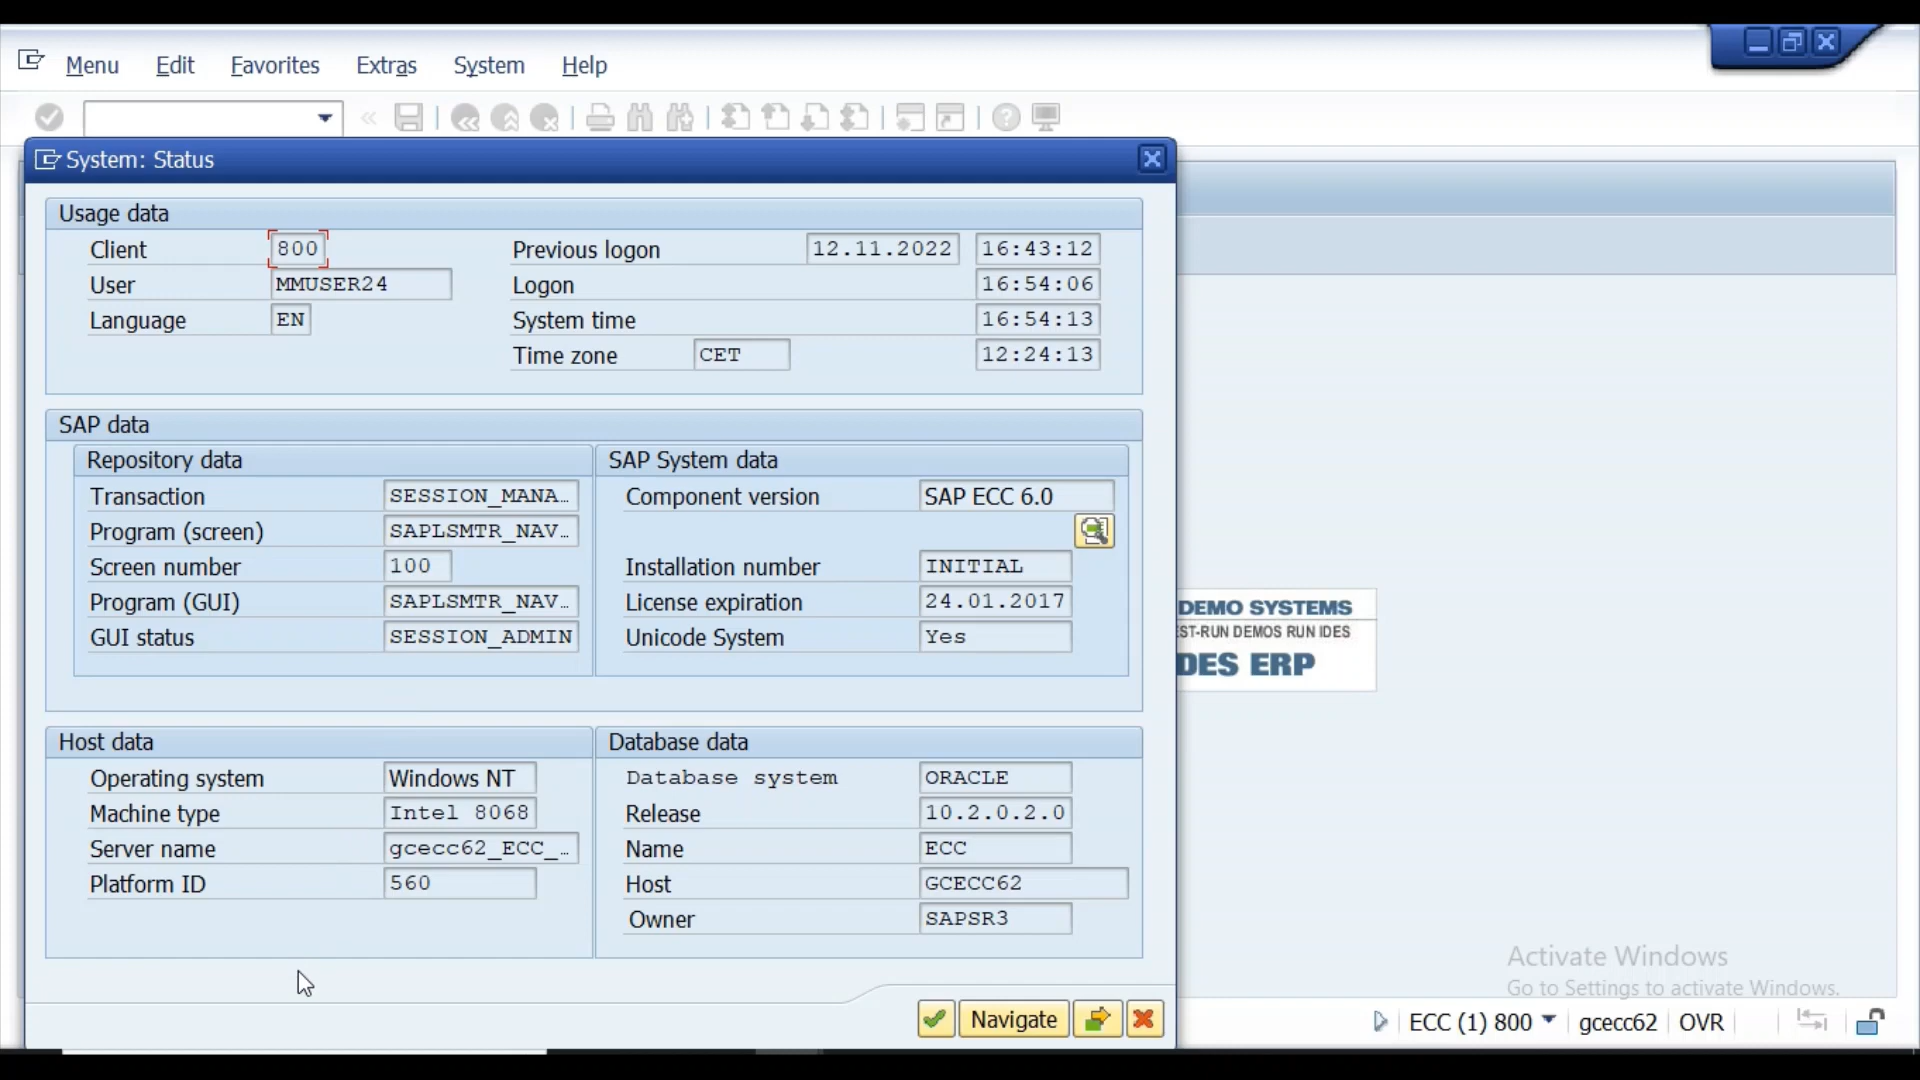 Menu Edit Favorites Extras System Help
System: Status
Usage data
Client 800 Previous logon 12.11.2022 16:43:12
User MMUSER24 Logon 16:54:06
Language EN System time 16:54:13
Time zone CET 12:24:13
SAP data
Repository data SAP System data
Transaction SESSION_MANA… Component version SAP ECC 6.0
Program (screen) SAPLSMTR_NAV…
Screen number 100 Installation number INITIAL
Program (GUI) SAPLSMTR_NAV… License expiration 24.01.2017
GUI status SESSION_ADMIN Unicode System Yes
DEMO SYSTEMS
EST-RUN DEMOS RUN IDES
DES ERP
Host data Database data
Operating system Windows NT Database system ORACLE
Machine type Intel 8068 Release 10.2.0.2.0
Server name gcecc62_ECC_… Name ECC
Platform ID 560 Host GCECC62
Owner SAPSR3
Activate Windows
Go to Settings to activate Windows.
Navigate
ECC (1) 800 gcecc62 OVR